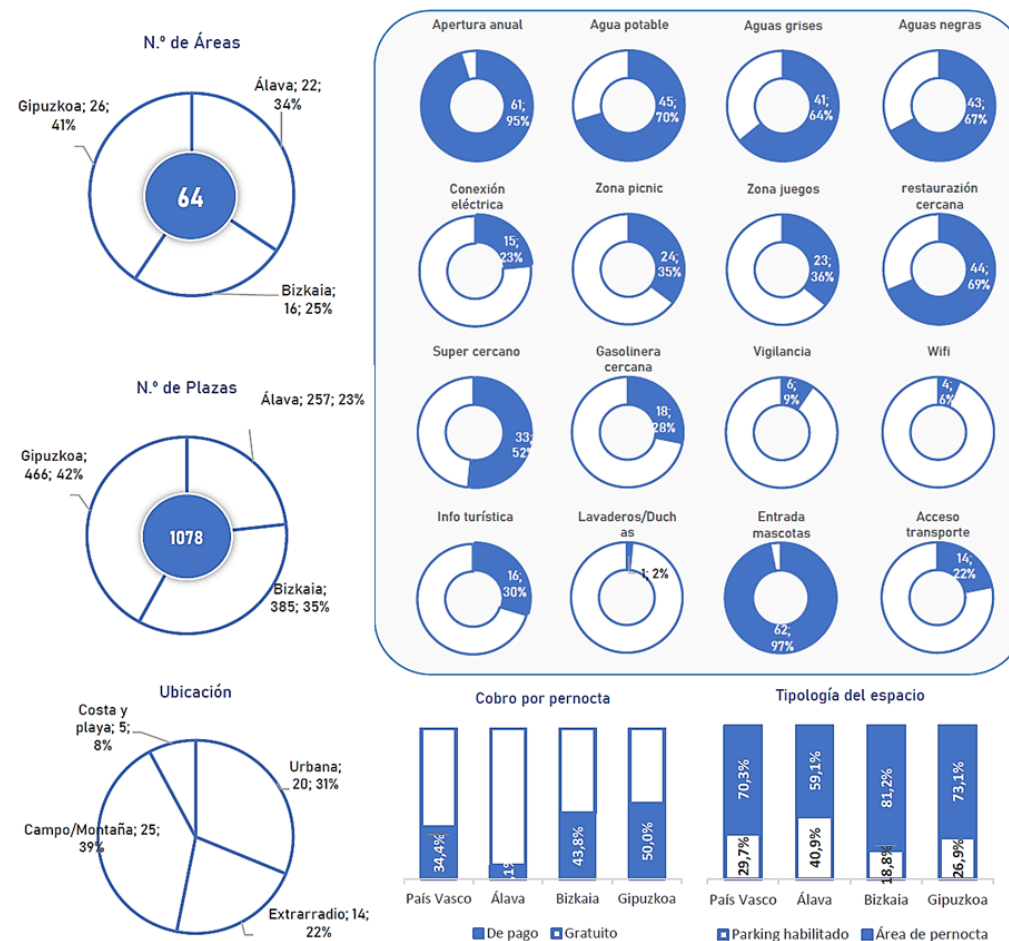 N.º de Áreas
Gipuzkoa; 26;
41%
Álava; 22;
34%
64
Bizkaia;
16; 25%
N.º de Plazas
Álava; 257; 23%
Gipuzkoa;
466; 42%
1078
Bizkaia
385; 35%
Ubicación
Costa y
playa; 5;
8%
Urbana;
20; 31%
Campo/Montaña; 25;
39%
Extrarradio; 14;
22%
Apertura anual
61;
95%
Agua potable
45;
70%
Aguas grises
41;
64%
Aguas negras
43;
67%
Conexión
eléctrica
15;
23%
Zona picnic
24;
35%
Zona juegos
23;
36%
restaurazión
cercana
44;
69%
Super cercano
33;
52%
Gasolinera
cercana
18;
28%
Vigilancia
6;
9%
Wifi
4;
6%
Info turística
16;
30%
Lavaderos/Duch
as
1; 2%
Entrada
mascotas
62;
97%
Acceso
transporte
14;
22%
Cobro por pernocta
34,4%
43,8%
50,0%
País Vasco
Álava
Bizkaia
Gipuzkoa
De pago
Gratuito
Tipología del espacio
70,3%
59,1%
81,2%
73,1%
29,7%
40,9%
18,8%
26,9%
País Vasco
Álava
Bizkaia
Gipuzkoa
Parking habilitado
Área de pernocta